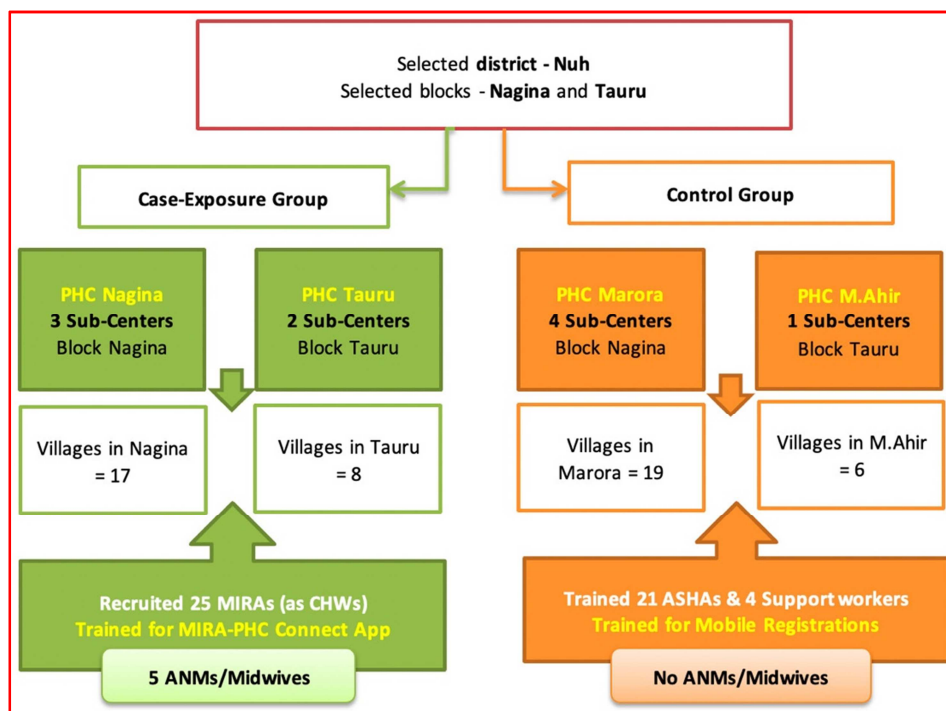 Selected district - Nuh
Selected blocks - Nagina and Tauru
Case-Exposure Group
Control Group
PHC Nagina
3 Sub-Centers
Block Nagina
PHC Tauru
2 Sub-Centers
Block Tauru
PHC Marora
4 Sub-Centers
Block Nagina
PHC M.Ahir
1 Sub-Centers
Block Tauru
Villages in Nagina
= 17
Villages in Tauru
= 8
Villages in
Marora = 19
Villages in M.Ahir
= 6
Recruited 25 MIRAs (as CHWs)
Trained for MIRA-PHC Connect App
5 ANMs/Midwives
Trained 21 ASHAs & 4 Support workers
Trained for Mobile Registrations
No ANMs/Midwives